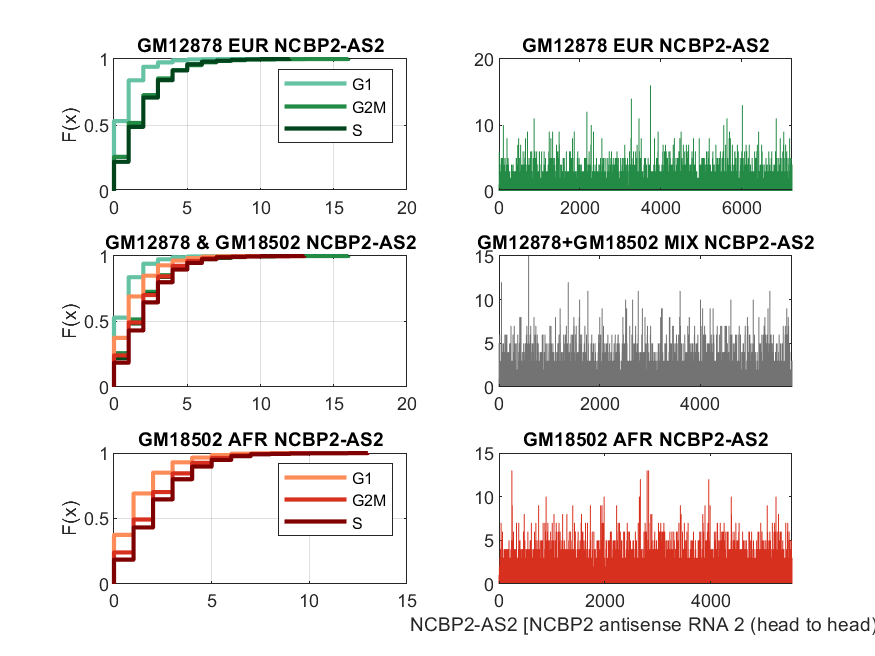 GM12878 EUR NCBP2-AS2
1
0.5
0
F(x)
G1
G2M
S
0 5 10 15 20
GM12878 EUR NCBP2-AS2
20
10
0
0 2000 4000 6000
GM12878 & GM18502 NCBP2-AS2
1
0.5
0
F(x)
0 5 10 15 20
GM12878+GM18502 MIX NCBP2-AS2
15
10
5
0
0 2000 4000
GM18502 AFR NCBP2-AS2
1
0.5
0
F(x)
G1
G2M
S
0 5 10 15
GM18502 AFR NCBP2-AS2
15
10
5
0
0 2000 4000
NCBP2-AS2 [NCBP2 antisense RNA 2 (head to head)